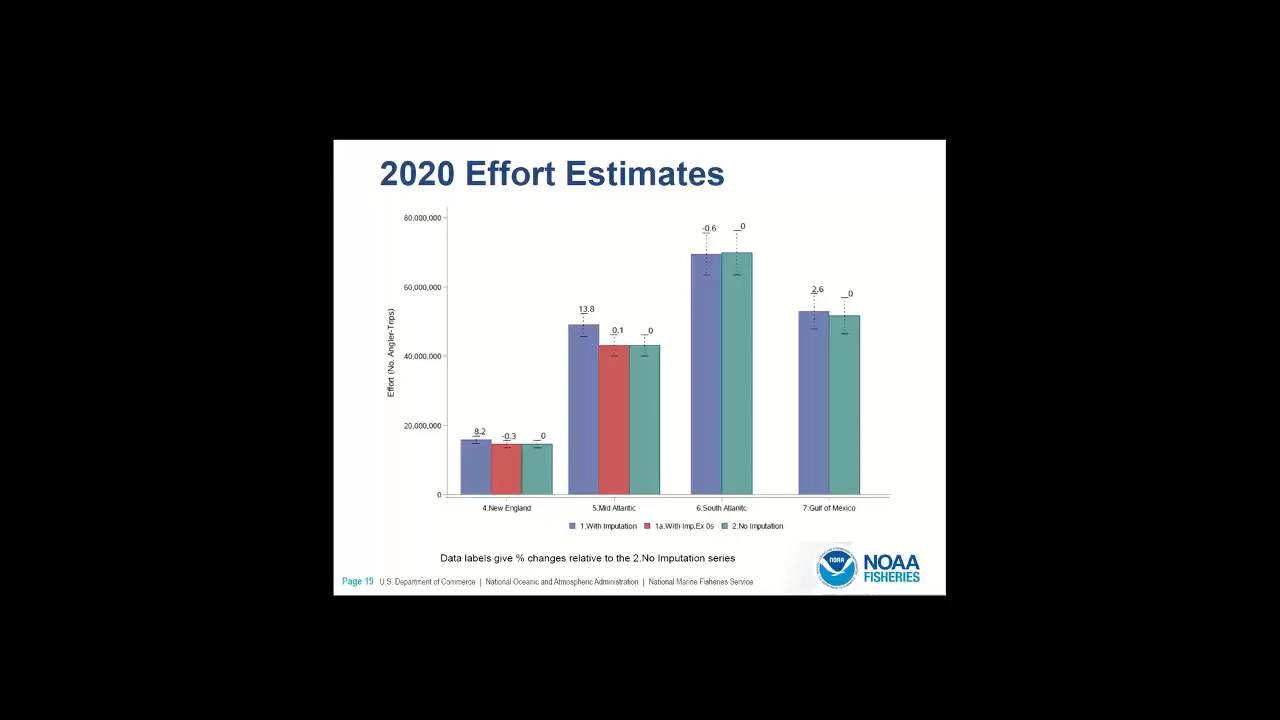 2020 Effort Estimates
80,000,000
60,000,000
40,000,000
20,000,000
0
Effort (No. Angler-Trips)
8.2
-0.3
0
13.8
0.1
0
-0.6
0
2.6
0
4.New England
5.Mid Atlantic
6.South Atlanitc
7.Gulf of Mexico
1.With Imputation 1a.With Imp.Ex 0s 2.No Imputation
Data labels give % changes relative to the 2.No Imputation series
NOAA
NOAA
FISHERIES
Page 19 U.S. Department of Commerce | National Oceanic and Atmospheric Administration | National Marine Fisheries Service